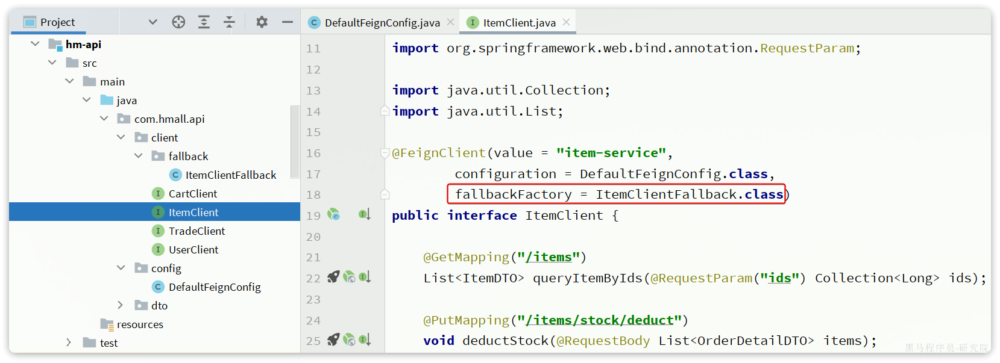 Project
hm-api
src
main
java
com.hmall.api
client
fallback
ItemClientFallback
CartClient
ItemClient
TradeClient
UserClient
config
DefaultFeignConfig
dto
resources
test
DefaultFeignConfig.java
ItemClient.java
11 import org.springframework.web.bind.annotation.RequestParam;
12
13 import java.util.Collection;
14 import java.util.List;
15
16 @FeignClient(value = "item-service",
17 configuration = DefaultFeignConfig.class,
18 fallbackFactory = ItemClientFallback.class)
19 public interface ItemClient {
20
21 @GetMapping("/items")
22 List<ItemDTO> queryItemByIds(@RequestParam("ids") Collection<Long> ids);
23
24 @PutMapping("/items/stock/deduct")
25 void deductStock(@RequestBody List<OrderDetailDTO> items);
黑马程序员-研究院